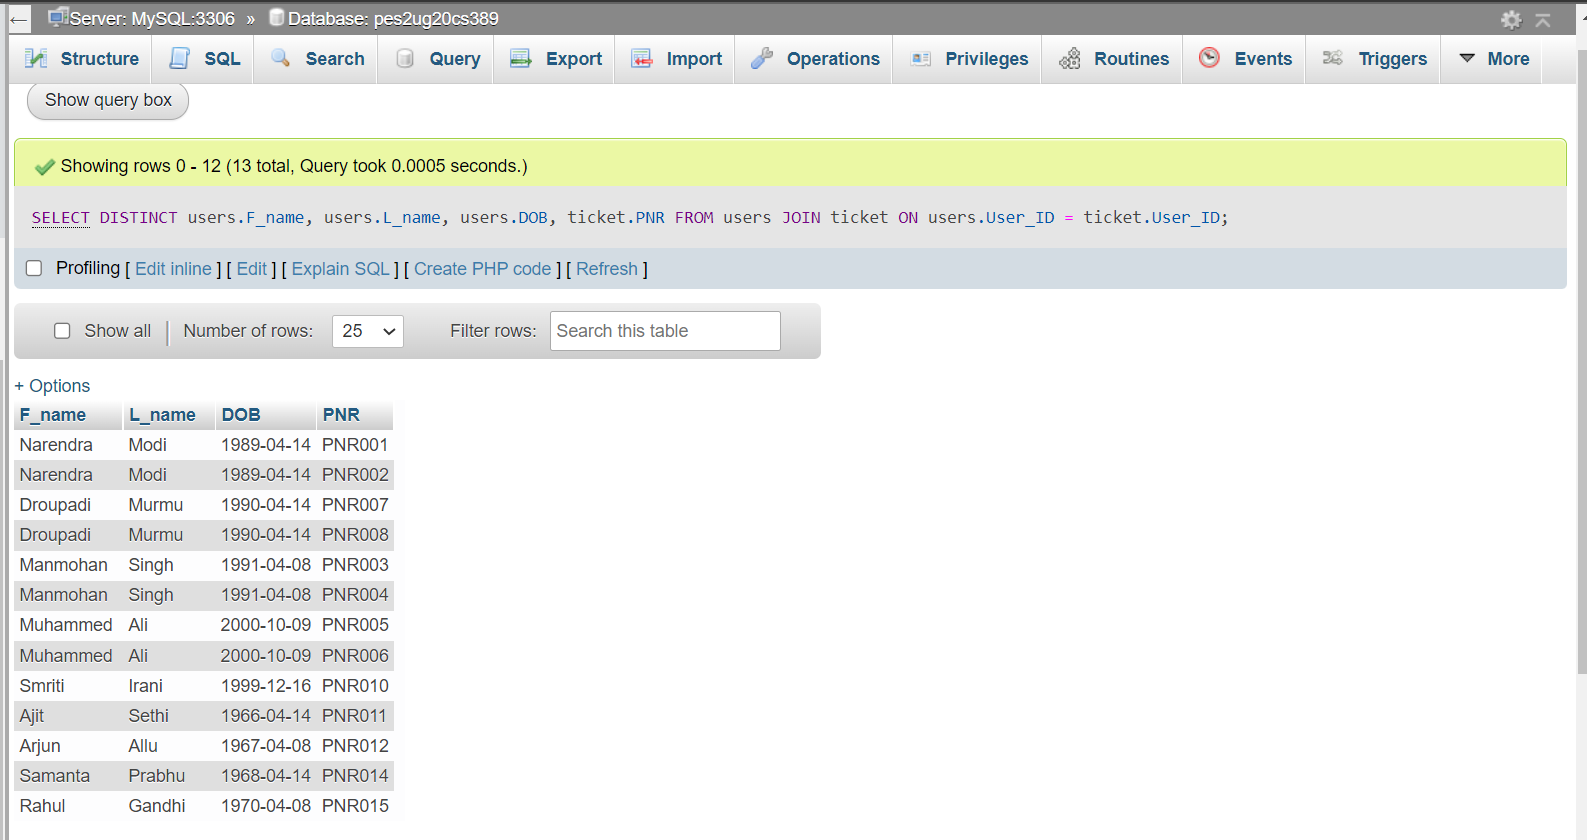 ← Server: MySQL:3306 » Database: pes2ug20cs389
Structure SQL Search Query Export Import Operations Privileges Routines Events Triggers More
Show query box
Showing rows 0 - 12 (13 total, Query took 0.0005 seconds.)
SELECT DISTINCT users.F_name, users.L_name, users.DOB, ticket.PNR FROM users JOIN ticket ON users.User_ID = ticket.User_ID;
Profiling [ Edit inline ] [ Edit ] [ Explain SQL ] [ Create PHP code ] [ Refresh ]
Show all | Number of rows: 25 Filter rows: Search this table
+ Options
F_name L_name DOB PNR
Narendra Modi 1989-04-14 PNR001
Narendra Modi 1989-04-14 PNR002
Droupadi Murmu 1990-04-14 PNR007
Droupadi Murmu 1990-04-14 PNR008
Manmohan Singh 1991-04-08 PNR003
Manmohan Singh 1991-04-08 PNR004
Muhammed Ali 2000-10-09 PNR005
Muhammed Ali 2000-10-09 PNR006
Smriti Irani 1999-12-16 PNR010
Ajit Sethi 1966-04-14 PNR011
Arjun Allu 1967-04-08 PNR012
Samanta Prabhu 1968-04-14 PNR014
Rahul Gandhi 1970-04-08 PNR015